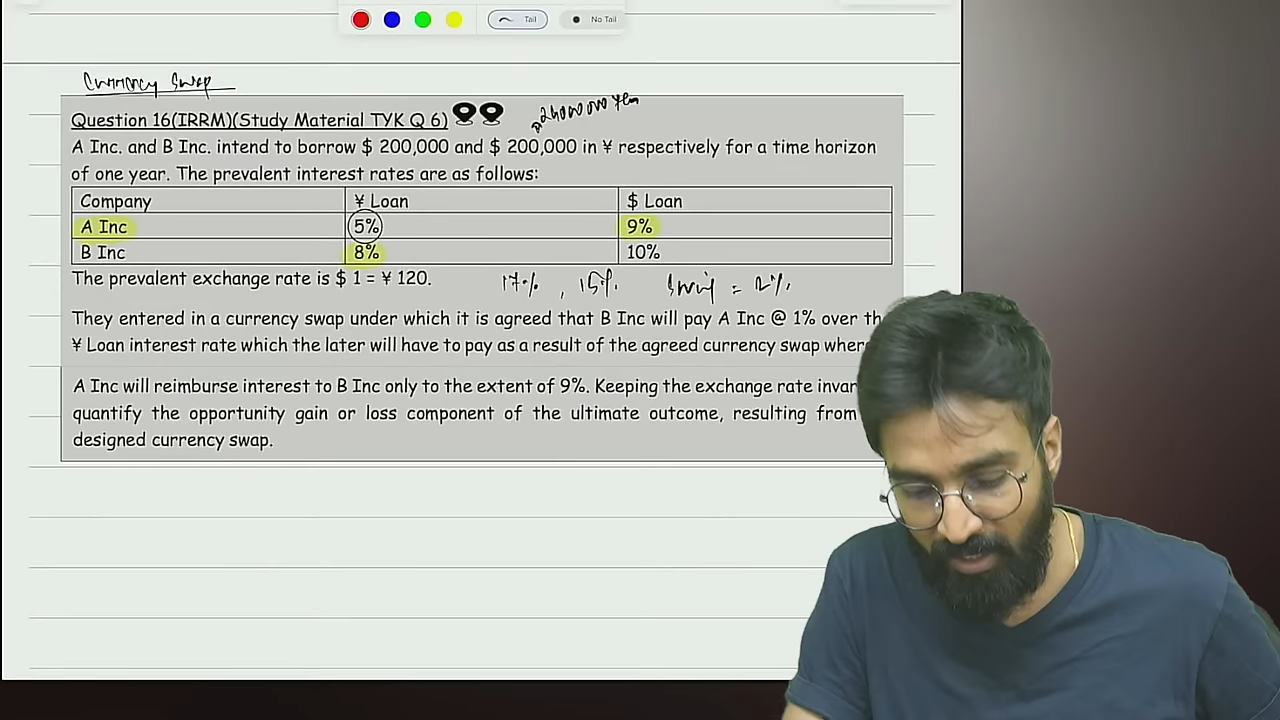 Tail
No Tail
Currency Swap
24000000 Yen
Question 16(IRRM)(Study Material TYK Q 6)
A Inc. and B Inc. intend to borrow $ 200,000 and $ 200,000 in ¥ respectively for a time horizon
of one year. The prevalent interest rates are as follows:
Company ¥ Loan $ Loan
A Inc 5% 9%
B Inc 8% 10%
The prevalent exchange rate is $ 1 = ¥ 120.
17% , 15% = 2%
They entered in a currency swap under which it is agreed that B Inc will pay A Inc @ 1% over
¥ Loan interest rate which the later will have to pay as a result of the agreed currency swap
A Inc will reimburse interest to B Inc only to the extent of 9%. Keeping the exchange rate
quantify the opportunity gain or loss component of the ultimate outcome, resulting from
designed currency swap.